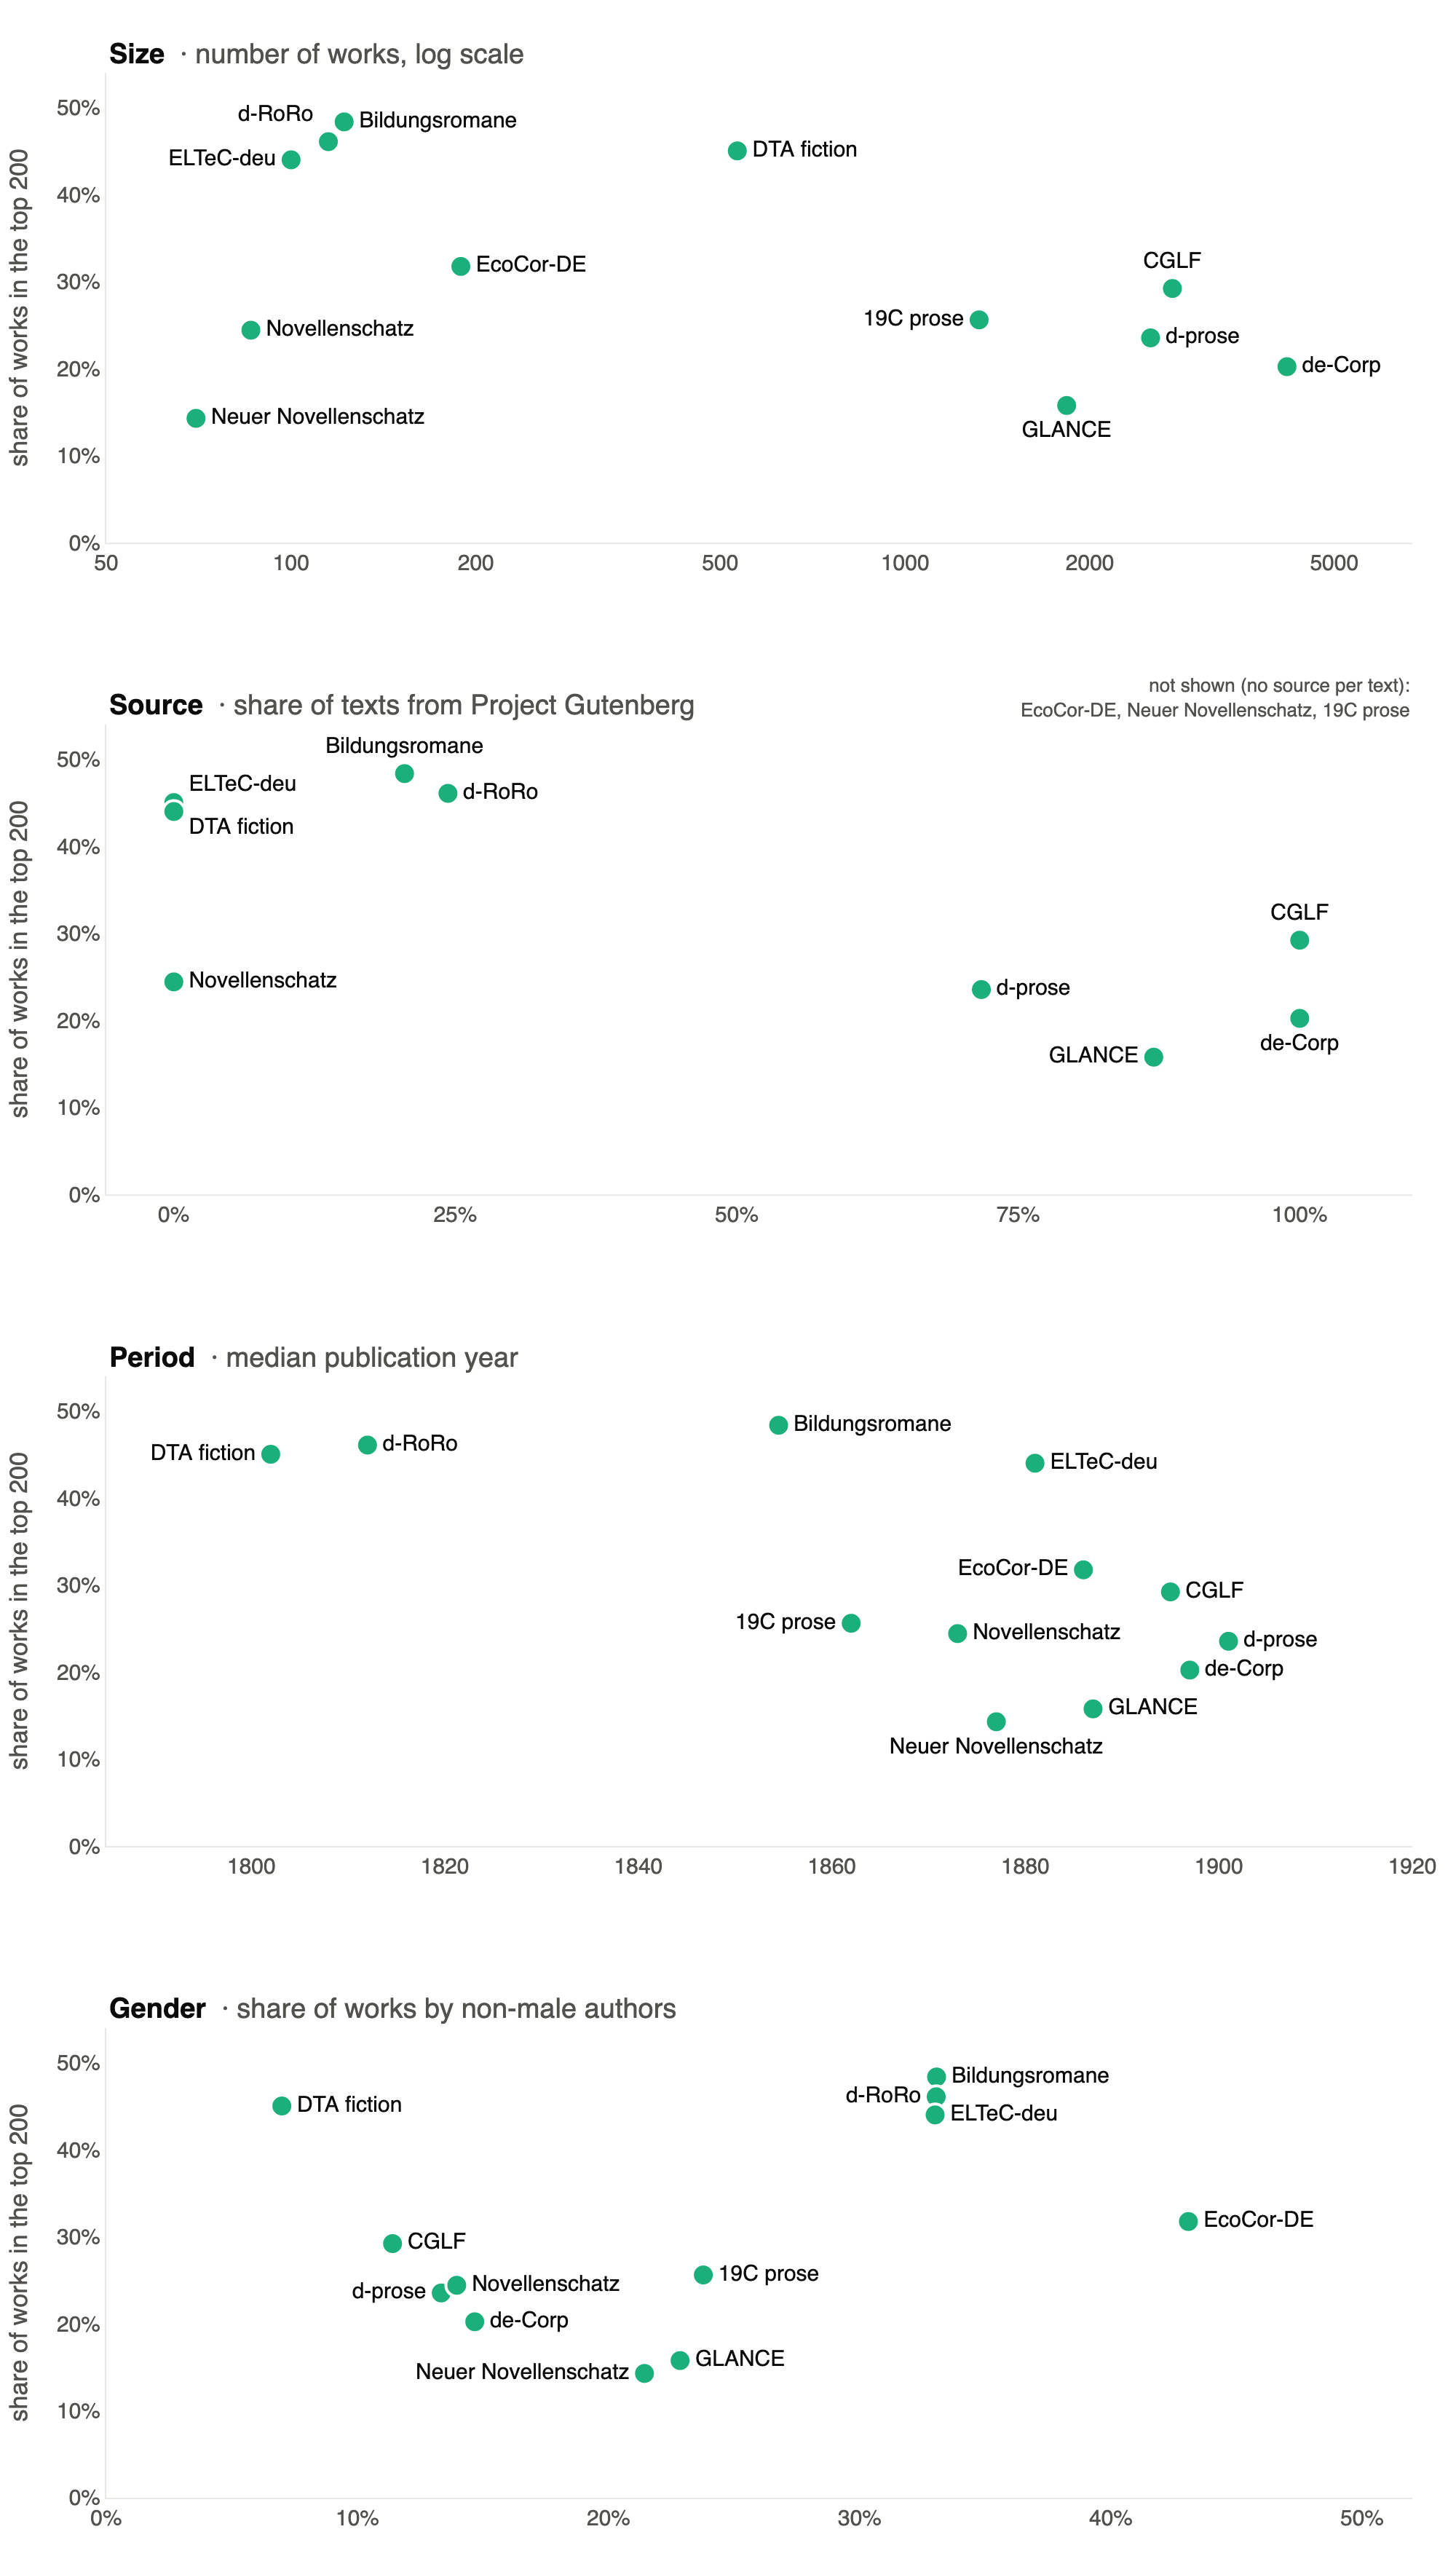 Size · number of works, log scale
share of works in the top 200
50%
40%
30%
20%
10%
0%
d-RoRo
Bildungsromane
ELTeC-deu
DTA fiction
EcoCor-DE
CGLF
19C prose
Novellenschatz
d-prose
de-Corp
Neuer Novellenschatz
GLANCE
50 100 200 500 1000 2000 5000
not shown (no source per text):
Source · share of texts from Project Gutenberg
EcoCor-DE, Neuer Novellenschatz, 19C prose
share of works in the top 200
50%
40%
30%
20%
10%
0%
Bildungsromane
ELTeC-deu
d-RoRo
DTA fiction
CGLF
Novellenschatz
d-prose
de-Corp
GLANCE
0% 25% 50% 75% 100%
Period · median publication year
share of works in the top 200
50%
40%
30%
20%
10%
0%
Bildungsromane
d-RoRo
DTA fiction
ELTeC-deu
EcoCor-DE
CGLF
19C prose
Novellenschatz
d-prose
de-Corp
GLANCE
Neuer Novellenschatz
1800 1820 1840 1860 1880 1900 1920
Gender · share of works by non-male authors
share of works in the top 200
50%
40%
30%
20%
10%
0%
Bildungsromane
d-RoRo
DTA fiction
ELTeC-deu
EcoCor-DE
CGLF
19C prose
Novellenschatz
d-prose
de-Corp
GLANCE
Neuer Novellenschatz
0% 10% 20% 30% 40% 50%